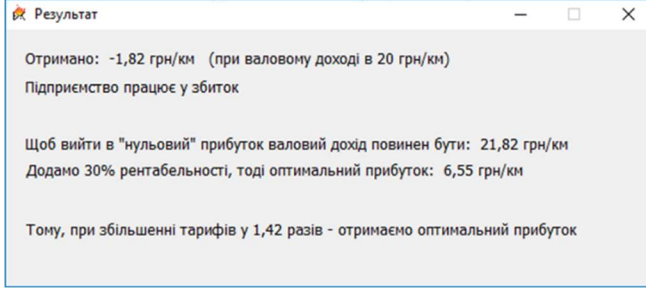 Результат
Отримано: -1,82 грн/км (при валовому доході в 20 грн/км)
Підприємство працює у збиток
Щоб вийти в "нульовий" прибуток валовий дохід повинен бути: 21,82 грн/км
Додамо 30% рентабельності, тоді оптимальний прибуток: 6,55 грн/км
Тому, при збільшенні тарифів у 1,42 разів - отримаємо оптимальний прибуток